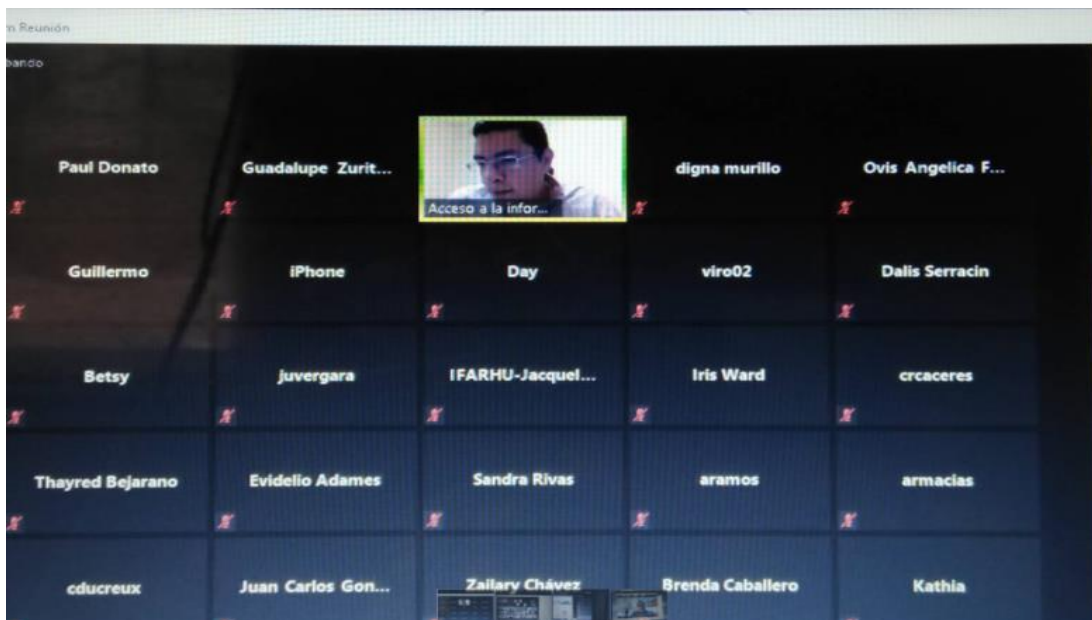 m Reunión
bando
Paul Donato
Guadalupe Zurit...
Acceso a la infor...
digna murillo
Ovis Angelica F...
Guillermo
iPhone
Day
viro02
Dalis Serracin
Betsy
juvergara
IFARHU-Jacquel...
Iris Ward
crcaceres
Thayred Bejarano
Evidelio Adames
Sandra Rivas
aramos
armacias
cducreux
Juan Carlos Gon...
Zailary Chávez
Brenda Caballero
Kathia